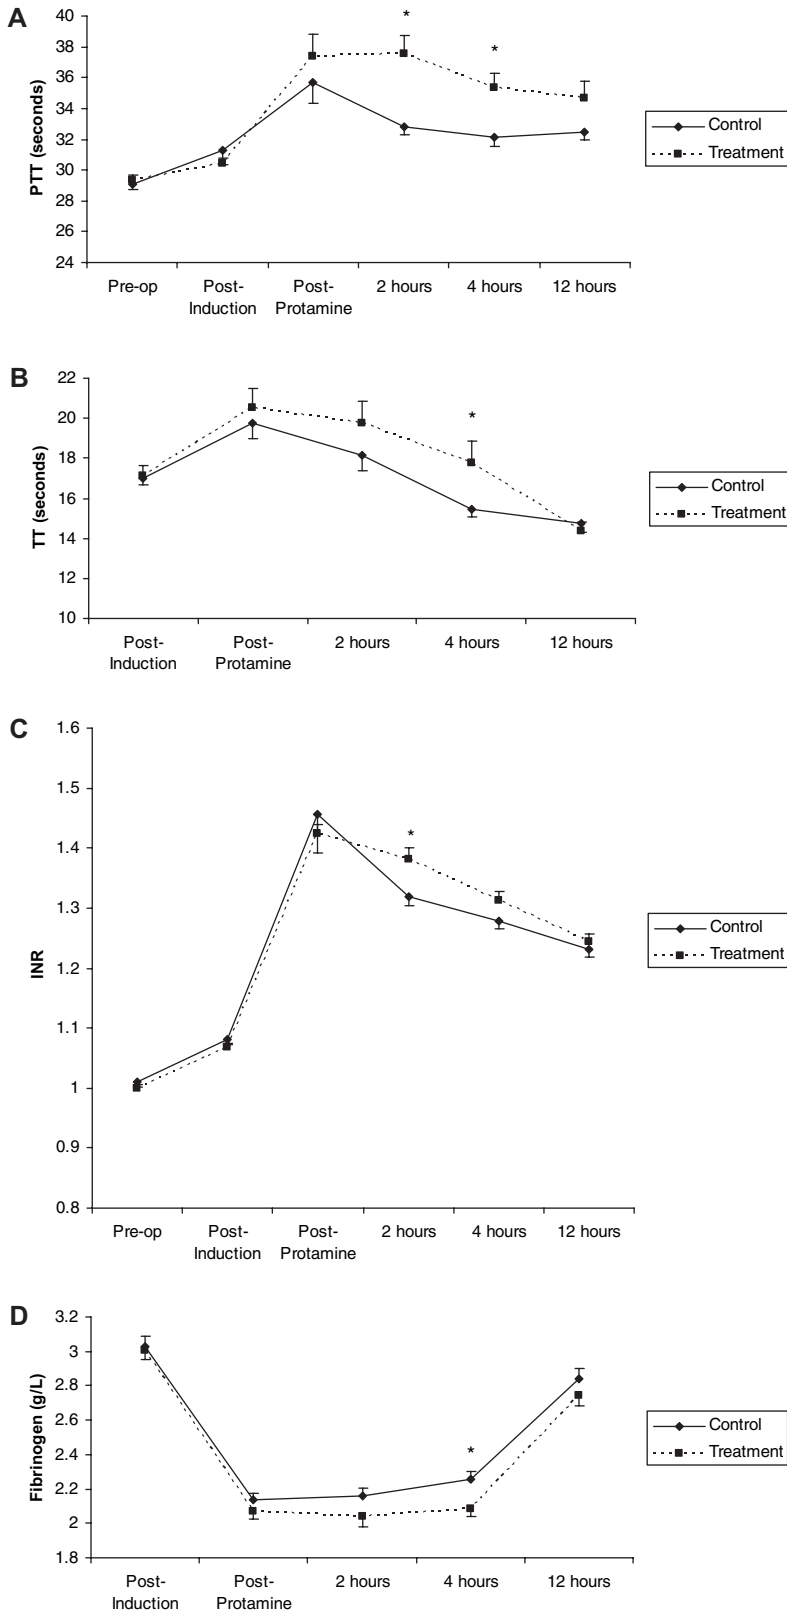 A
PTT (seconds)
40
38
36
34
32
30
28
26
24
*
*
Pre-op
Post-
Induction
Post-
Protamine
2 hours
4 hours
12 hours
Control
Treatment
B
TT (seconds)
22
20
18
16
14
12
10
*
Post-
Induction
Post-
Protamine
2 hours
4 hours
12 hours
Control
Treatment
C
INR
1.6
1.5
1.4
1.3
1.2
1.1
1
0.9
0.8
*
Pre-op
Post-
Induction
Post-
Protamine
2 hours
4 hours
12 hours
Control
Treatment
D
Fibrinogen (g/L)
3.2
3
2.8
2.6
2.4
2.2
2
1.8
*
Post-
Induction
Post-
Protamine
2 hours
4 hours
12 hours
Control
Treatment